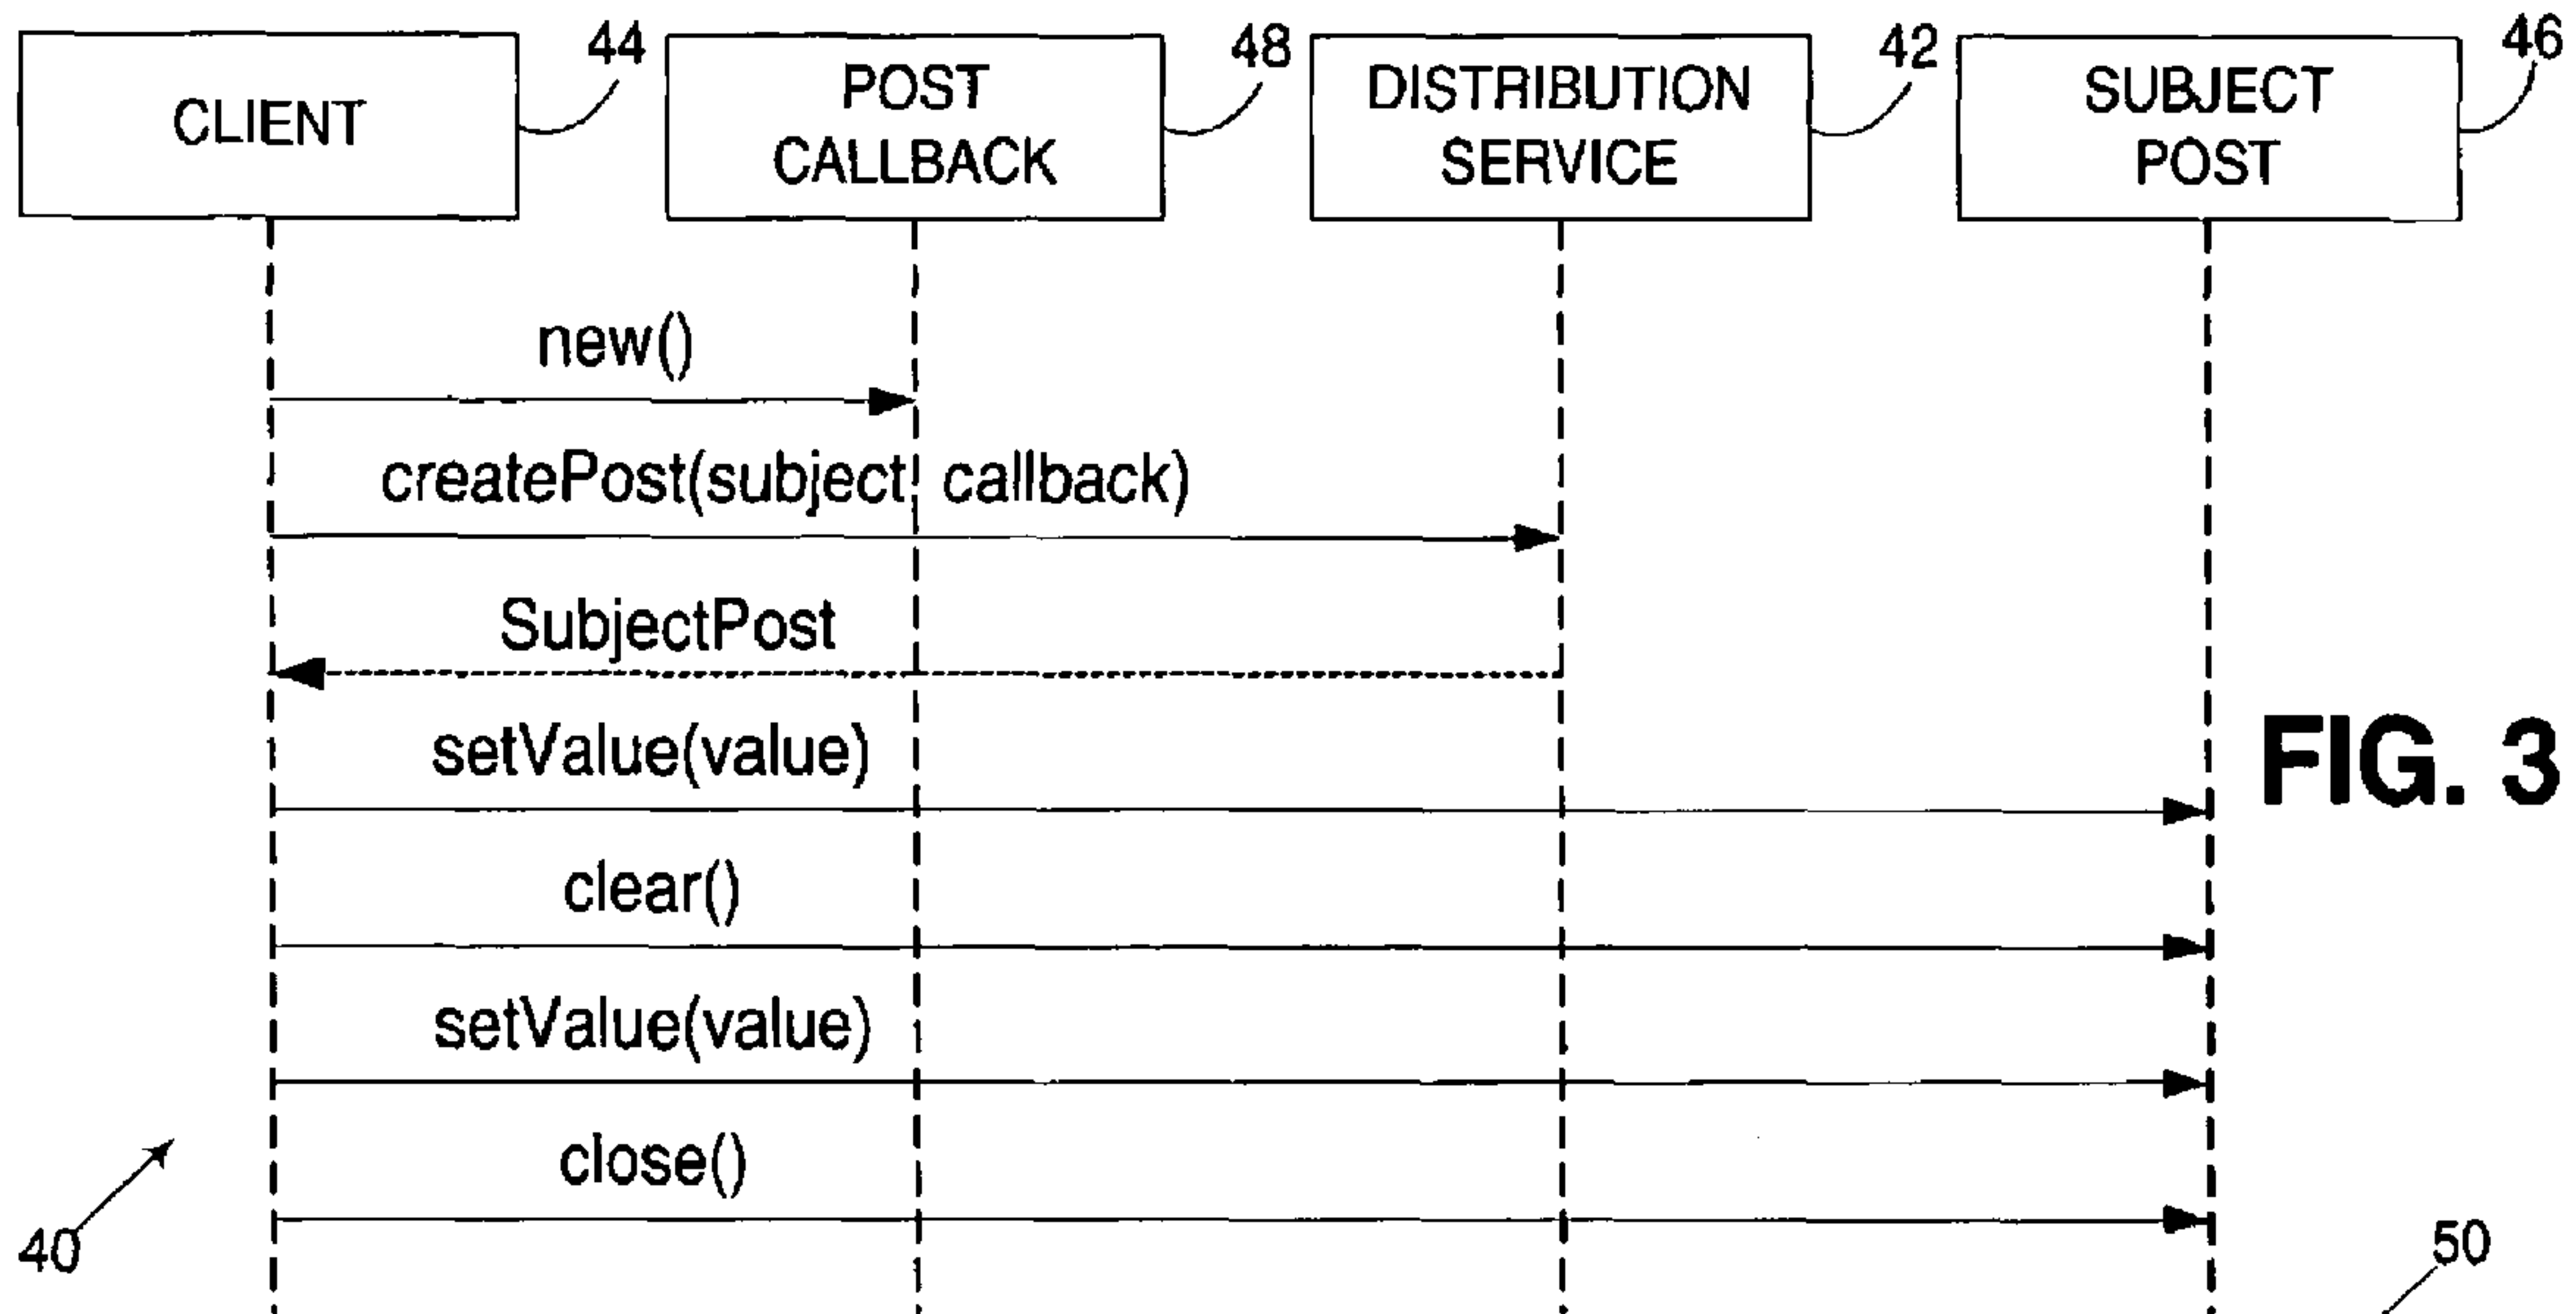 44
48
42
46
CLIENT
POST
CALLBACK
DISTRIBUTION
SERVICE
SUBJECT
POST
new()
createPost(subject, callback)
SubjectPost
setValue(value)
FIG. 3
clear()
setValue(value)
close()
40
50